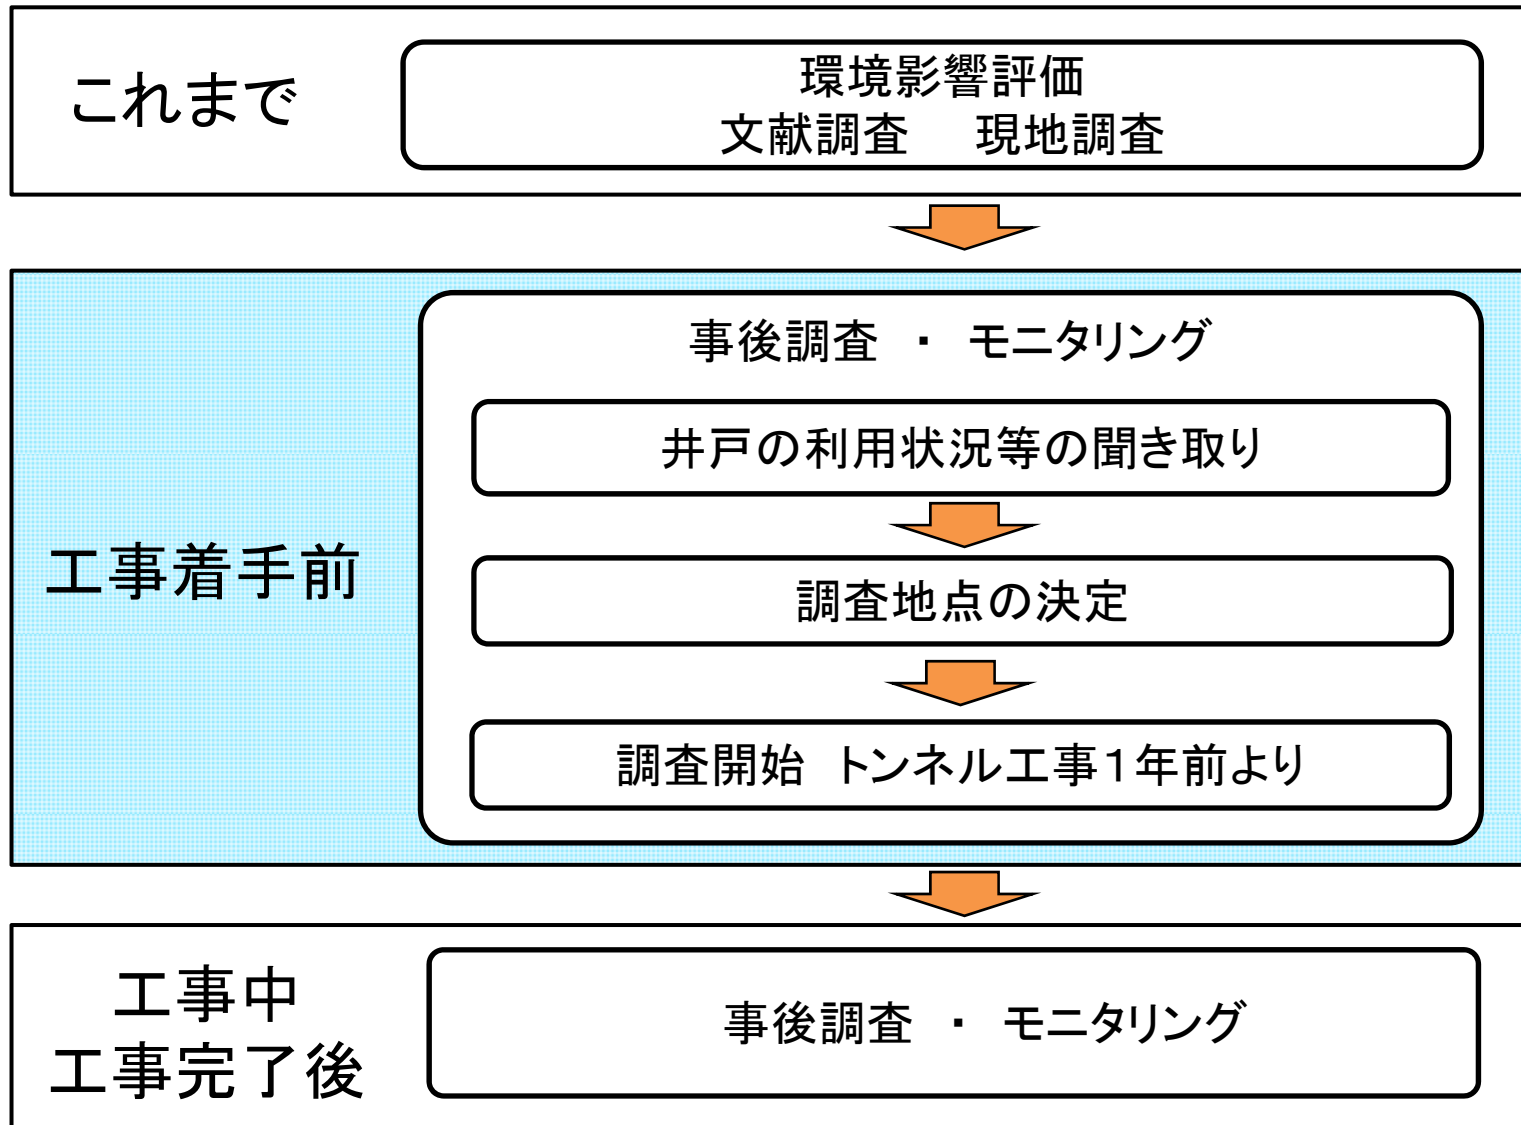 これまで
環境影響評価
文献調査　現地調査
事後調査 ・ モニタリング
井戸の利用状況等の聞き取り
工事着手前
調査地点の決定
調査開始 トンネル工事１年前より
工事中
工事完了後
事後調査 ・ モニタリング